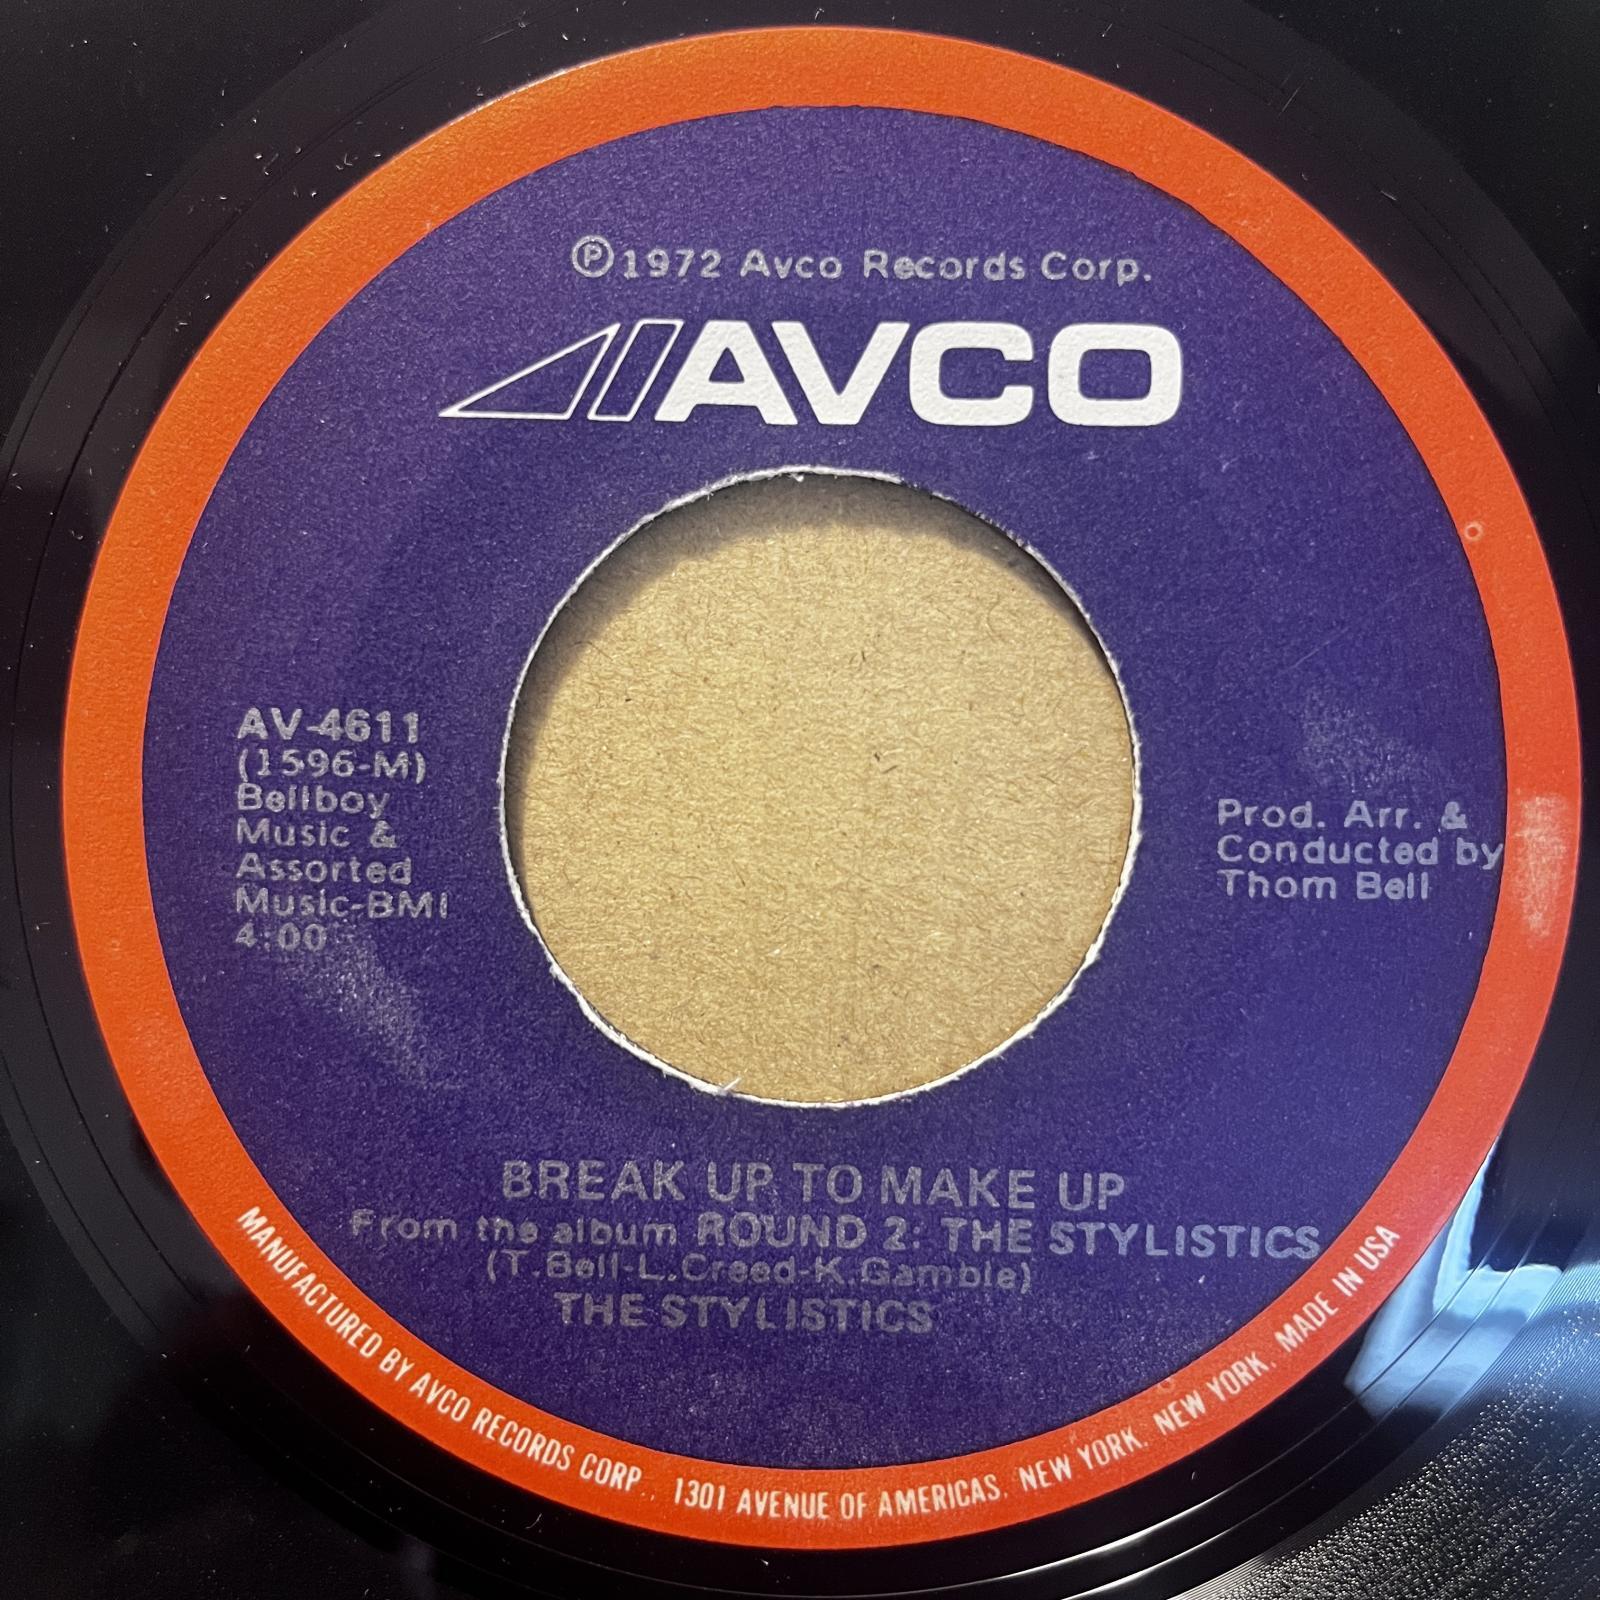 Ⓟ1972 Avco Records Corp.
AVCO
AV-4611
(1596-M)
Bellboy
Music &
Assorted
Music-BMI
4:00
Prod. Arr. &
Conducted by
Thom Bell
BREAK UP TO MAKE UP
From the album ROUND 2: THE STYLISTICS
(T.Bell-L.Creed-K.Gamble)
THE STYLISTICS
MANUFACTURED BY AVCO RECORDS CORP., 1301 AVENUE OF AMERICAS, NEW YORK, NEW YORK, MADE IN USA